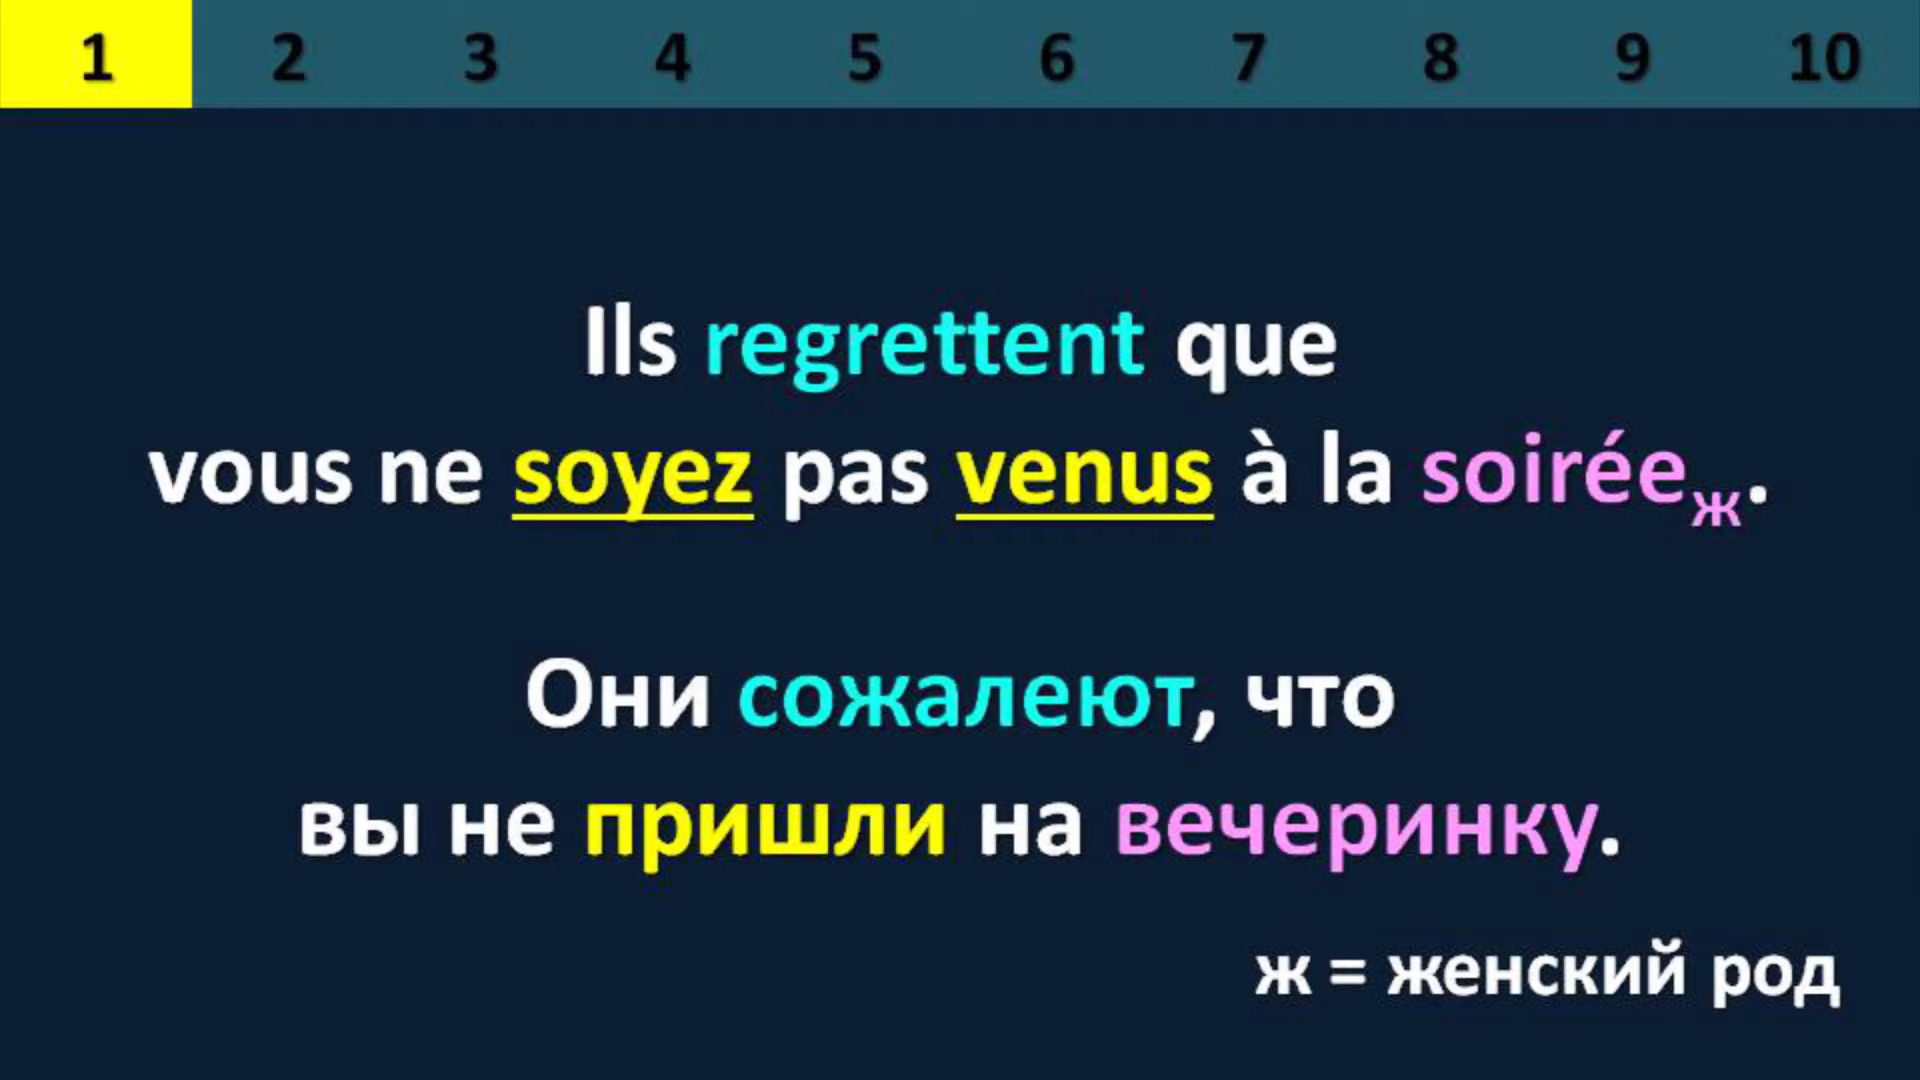 1 2 3 4 5 6 7 8 9 10
Ils regrettent que
vous ne soyez pas venus à la soiréeж.
Они сожалеют, что
вы не пришли на вечеринку.
ж = женский род